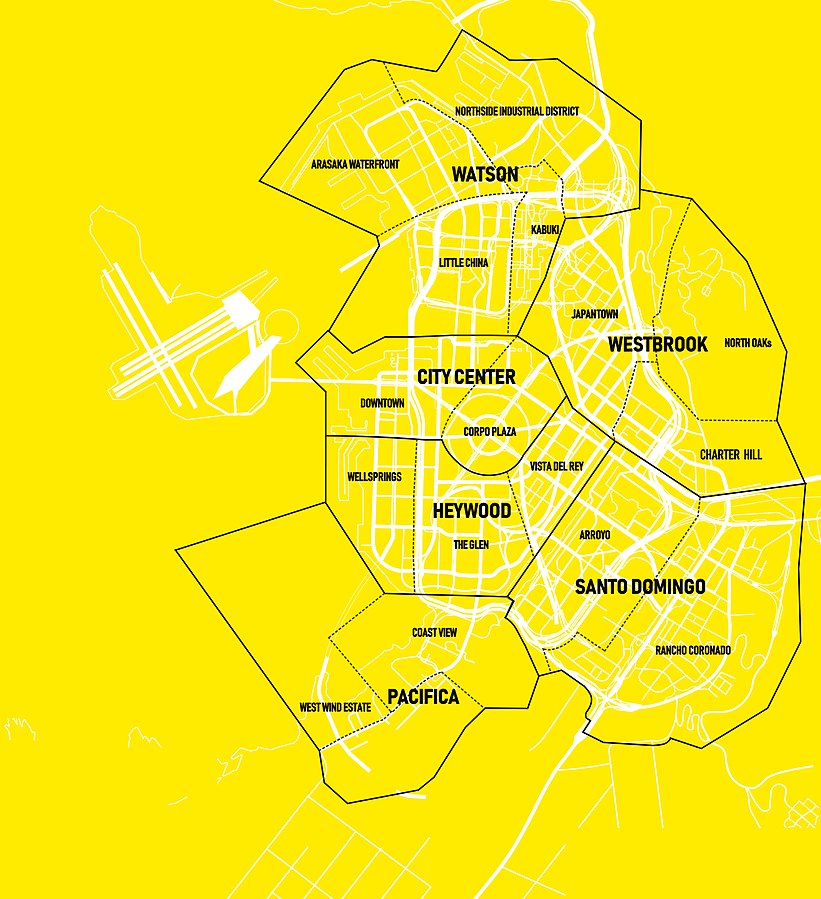 NORTHSIDE INDUSTRIAL DISTRICT
ARASAKA WATERFRONT
WATSON
KABUKI
LITTLE CHINA
JAPANTOWN
WESTBROOK
NORTH OAKs
CITY CENTER
DOWNTOWN
CORPO PLAZA
CHARTER HILL
VISTA DEL REY
WELLSPRINGS
HEYWOOD
ARROYO
THE GLEN
SANTO DOMINGO
COAST VIEW
RANCHO CORONADO
PACIFICA
WEST WIND ESTATE